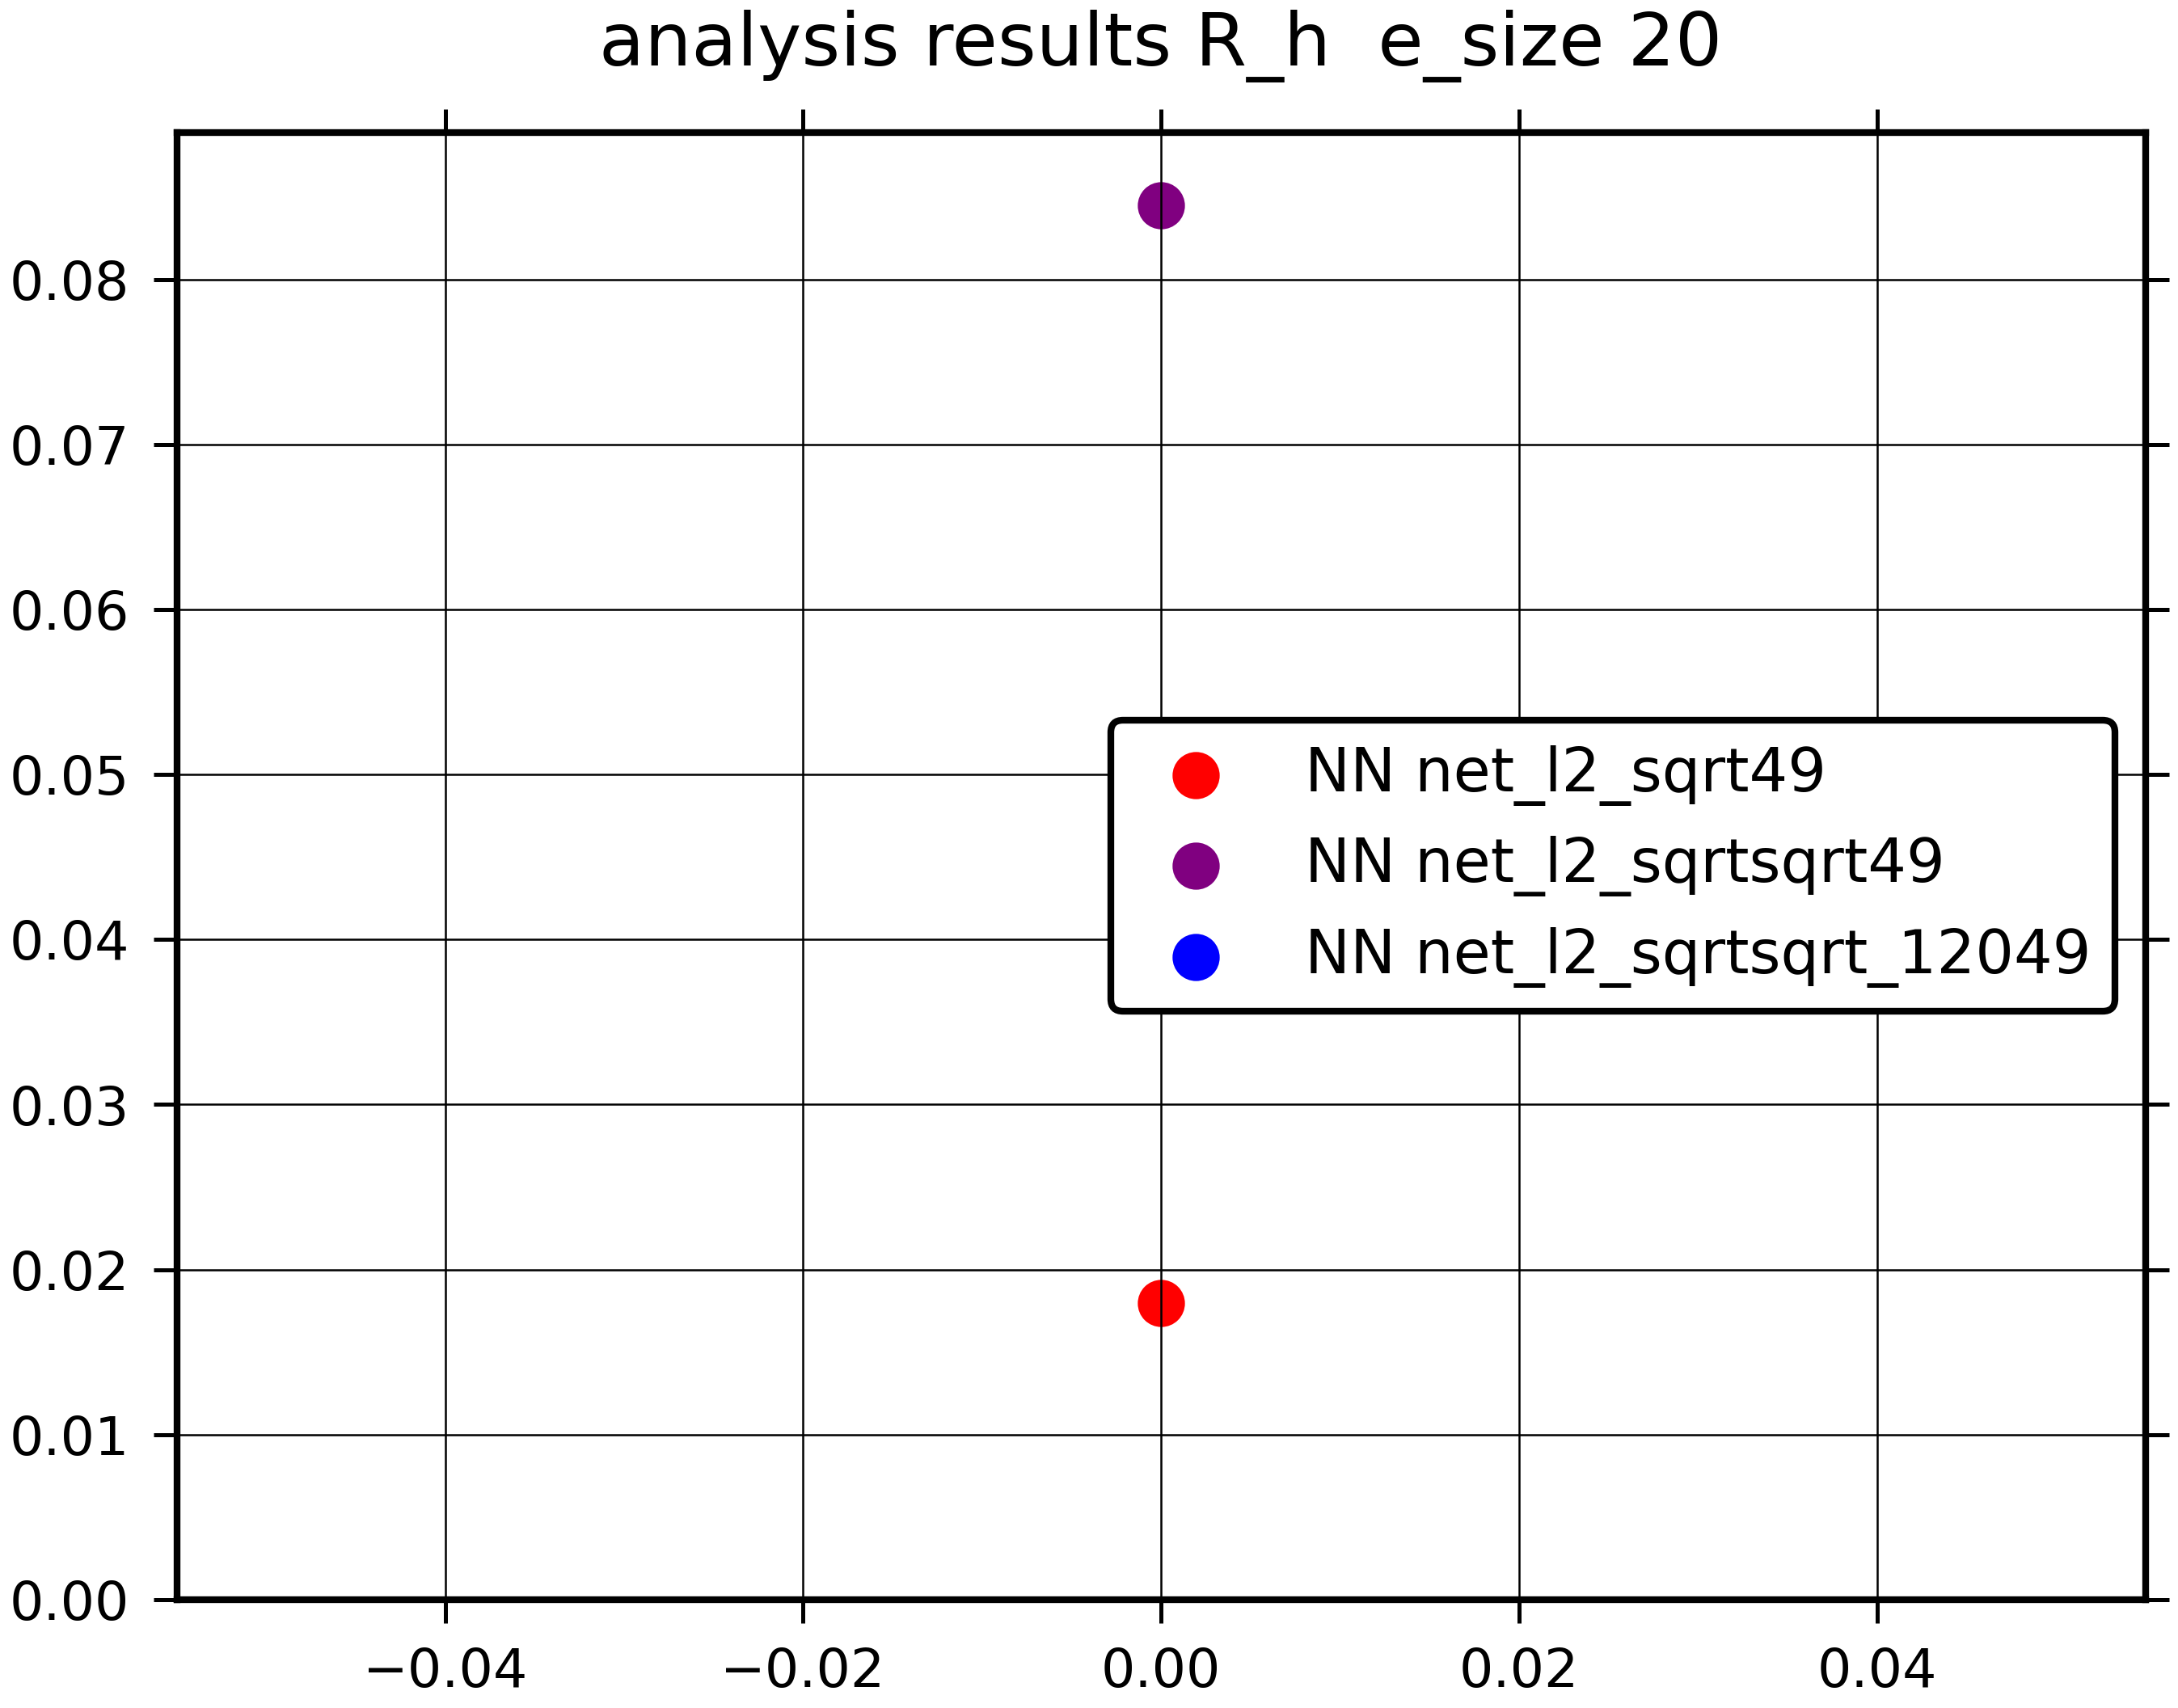 analysis results R_h  e_size 20
0.08
0.07
0.06
0.05
0.04
0.03
0.02
0.01
0.00
NN net_l2_sqrt49
NN net_l2_sqrtsqrt49
NN net_l2_sqrtsqrt_12049
−0.04 −0.02 0.00 0.02 0.04